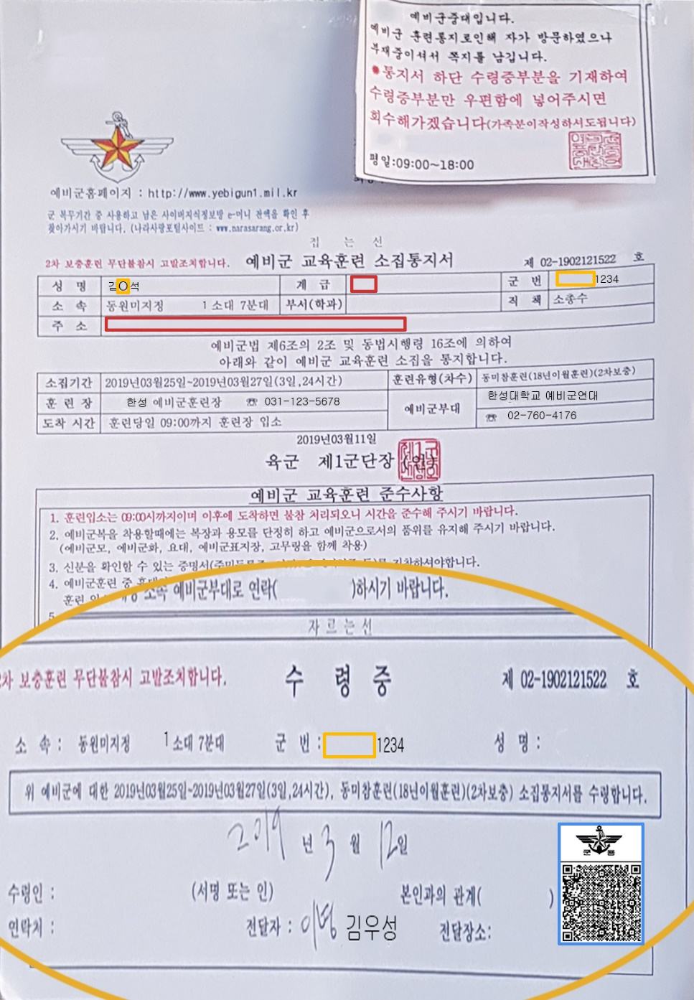 예비군중대입니다.
예비군 훈련통지로인해 자가 방문하였으나
부재중이셔서 쪽지를 남깁니다.
통지서 하단 수령증부분을 기재하여
수령증부분만 우편함에 넣어주시면
회수해가겠습니다(가족분이작성하셔도됩니다)
평일:09:00~18:00
예비군홈페이지 : http://www.yebigun1.mil.kr
군 복무기간 중 사용하고 남은 사이버지식정보방 e-머니 잔액을 확인 후
찾아가시기 바랍니다. (나라사랑포털사이트 : www.narasarang.or.kr)
접 는 선
2차 보충훈련 무단불참시 고발조치합니다. 예비군 교육훈련 소집통지서 제 02-1902121522 호
성 명 김O석 계 급 군 번 1234
소 속 동원미지정 1 소대 7분대 부서(학과) 직 책 소총수
주 소
예비군법 제6조의 2조 및 동법시행령 16조에 의하여
아래와 같이 예비군 교육훈련 소집을 통지합니다.
소집기간 2019년03월25일~2019년03월27일(3일,24시간) 훈련유형(차수) 동미참훈련(18년이월훈련)(2차보충)
훈 련 장 한성 예비군훈련장 ☏ 031-123-5678 예비군부대 한성대학교 예비군연대
☏ 02-760-4176
도착 시간 훈련당일 09:00까지 훈련장 입소
2019년03월11일
육군 제1군단장 (인)
예비군 교육훈련 준수사항
1. 훈련입소는 09:00시까지이며 이후에 도착하면 불참 처리되오니 시간을 준수해 주시기 바랍니다.
2. 예비군복을 착용할때에는 복장과 용모를 단정히 하고 예비군으로서의 품위를 유지해 주시기 바랍니다.
(예비군모, 예비군화, 요대, 예비군표지장, 고무링을 함께 착용)
3. 신분을 확인할 수 있는 증명서 지참하셔야합니다.
4. 예비군훈련 중
훈련
소속 예비군부대로 연락( )하시기 바랍니다.
5
자 르 는 선
2차 보충훈련 무단불참시 고발조치합니다. 수 령 증 제 02-1902121522 호
소 속 : 동원미지정 1 소대 7분대 군 번 : 1234 성 명 :
위 예비군에 대한 2019년03월25일~2019년03월27일(3일,24시간), 동미참훈련(18년이월훈련)(2차보충) 소집통지서를 수령합니다.
2019 년 3 월 12일
수령인 : (서명 또는 인) 본인과의 관계( )
연락처 : 전달자 : 김우성 전달장소: